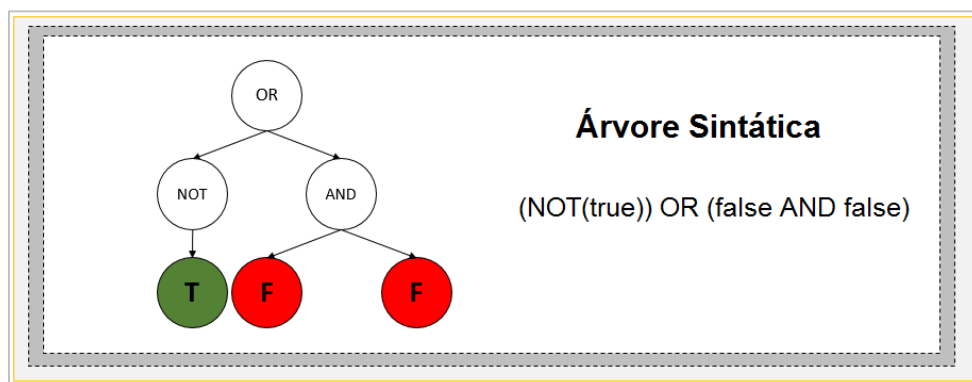 OR
Árvore Sintática
NOT
AND
(NOT(true)) OR (false AND false)
T
F
F